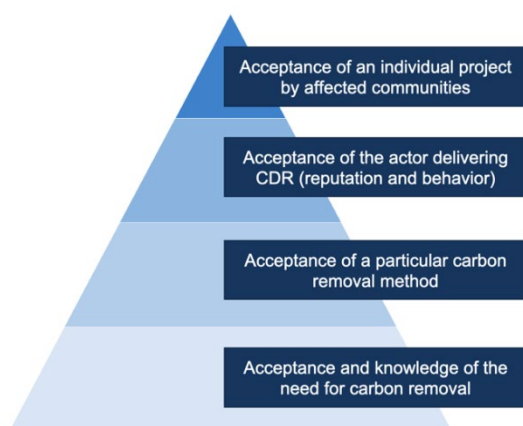 Acceptance of an individual project
by affected communities
Acceptance of the actor delivering
CDR (reputation and behavior)
Acceptance of a particular carbon
removal method
Acceptance and knowledge of the
need for carbon removal